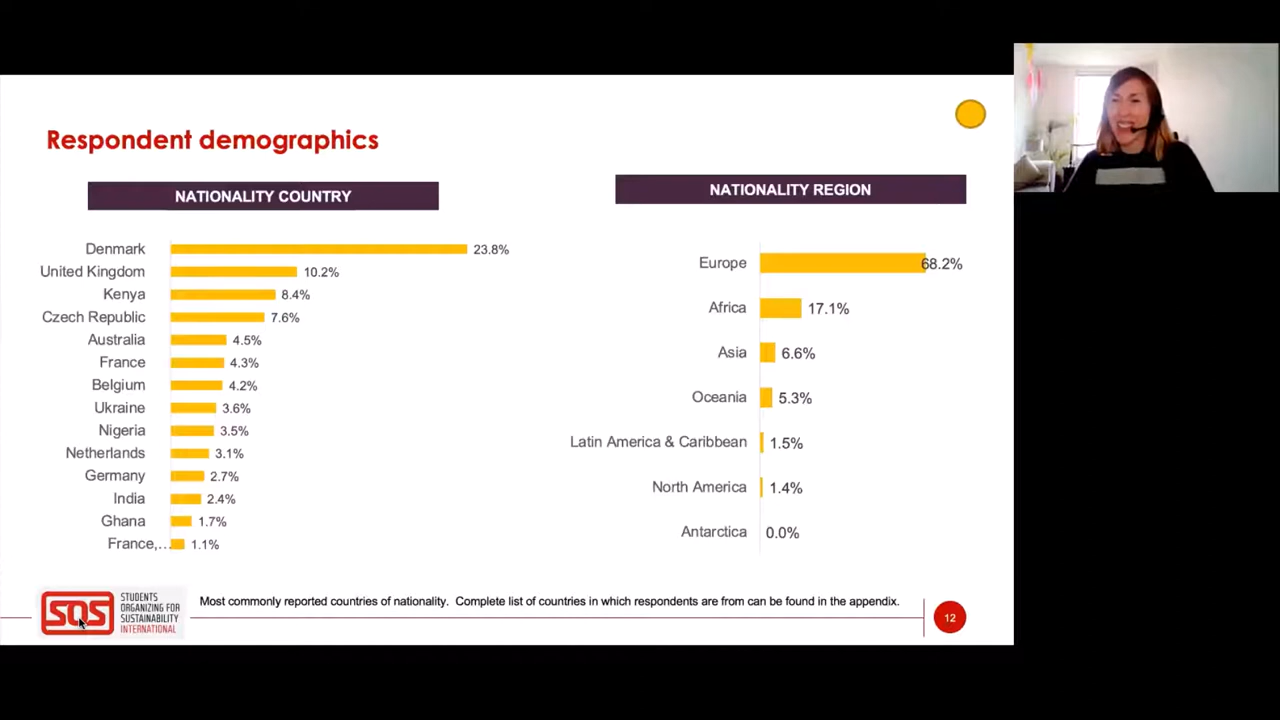 Respondent demographics
NATIONALITY COUNTRY
Denmark 23.8%
United Kingdom 10.2%
Kenya 8.4%
Czech Republic 7.6%
Australia 4.5%
France 4.3%
Belgium 4.2%
Ukraine 3.6%
Nigeria 3.5%
Netherlands 3.1%
Germany 2.7%
India 2.4%
Ghana 1.7%
France,... 1.1%
NATIONALITY REGION
Europe 68.2%
Africa 17.1%
Asia 6.6%
Oceania 5.3%
Latin America & Caribbean 1.5%
North America 1.4%
Antarctica 0.0%
SOS
STUDENTS
ORGANIZING FOR
SUSTAINABILITY
INTERNATIONAL
Most commonly reported countries of nationality. Complete list of countries in which respondents are from can be found in the appendix.
12